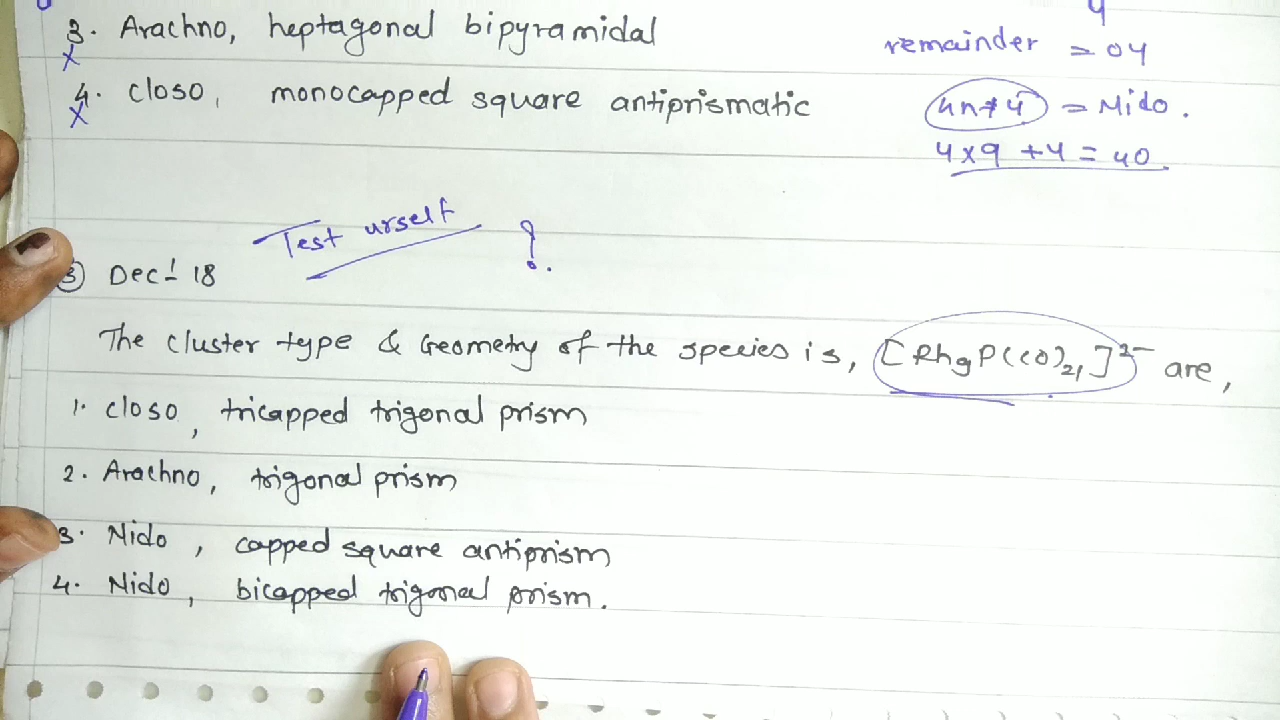 3. Arachno, heptagonal bipyramidal
x
4. closo, monocapped square antiprismatic
x
4
remainder = 04
4n+4 = Nido.
4x9 +4 = 40
Test urself ?
3) Dec! 18
The cluster type & Geometry of the species is, [Rh9P(CO)21]2- are,
1. closo, tricapped trigonal prism
2. Arachno, trigonal prism
3. Nido, capped square antiprism
4. Nido, bicapped trigonal prism.